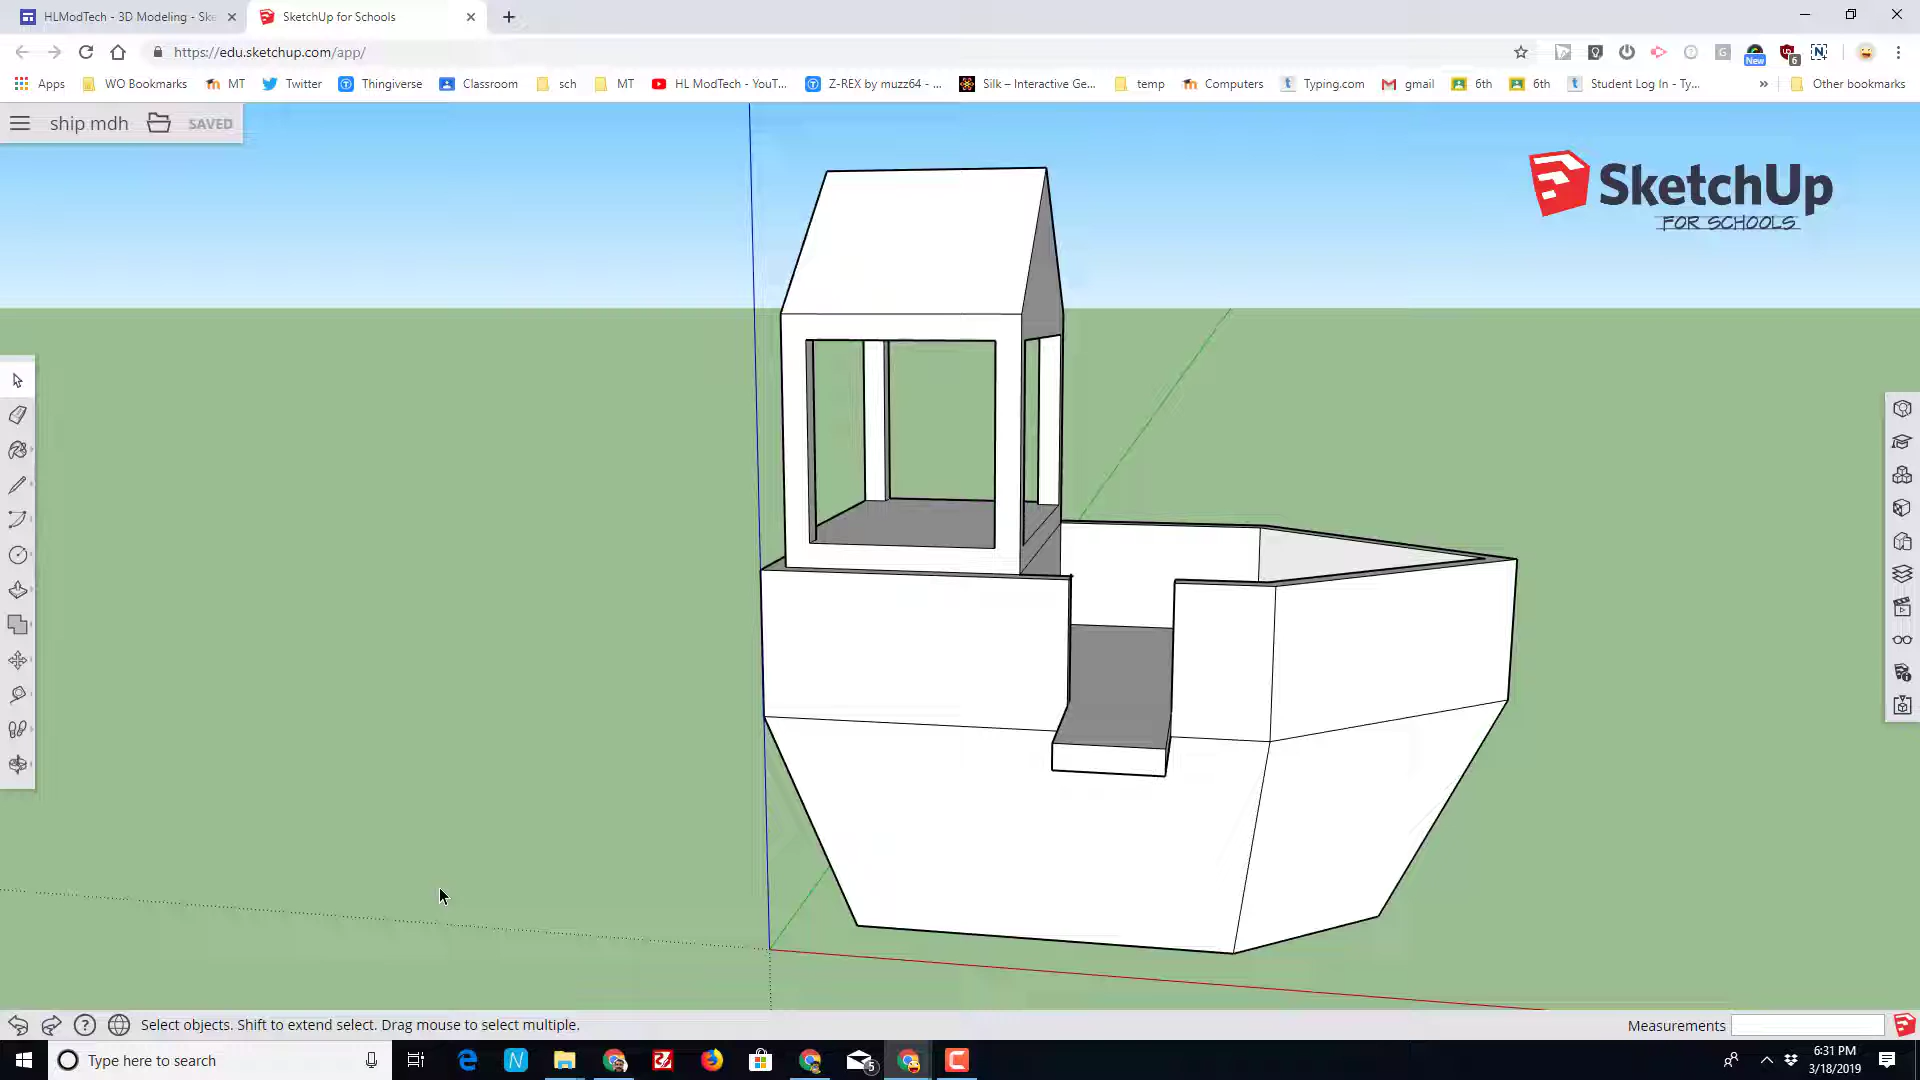 HLModTech - 3D Modeling - Ske
SketchUp for Schools
https://edu.sketchup.com/app/
New
6
Apps
WO Bookmarks
MT
Twitter
Thingiverse
Classroom
sch
MT
HL ModTech - YouT...
Z-REX by muzz64 - ...
Silk – Interactive Ge...
temp
Computers
Typing.com
gmail
6th
6th
Student Log In - Ty...
Other bookmarks
ship mdh
SAVED
SketchUp
FOR SCHOOLS
Select objects. Shift to extend select. Drag mouse to select multiple.
Measurements
Type here to search
5
6:31 PM
3/18/2019